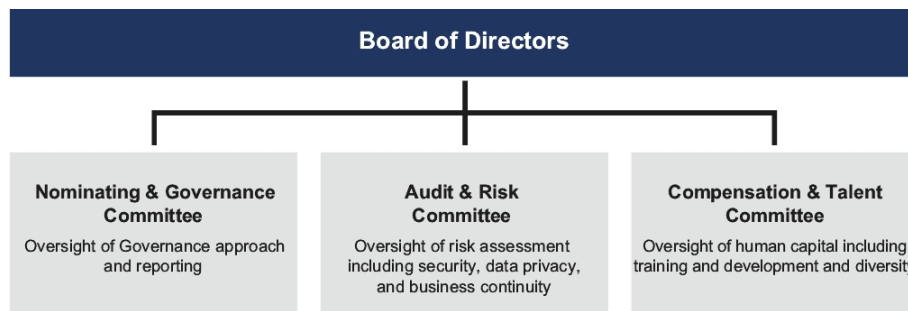 Board of Directors
Nominating & Governance
Committee
Oversight of Governance approach
and reporting
Audit & Risk
Committee
Oversight of risk assessment
including security, data privacy,
and business continuity
Compensation & Talent
Committee
Oversight of human capital including
training and development and diversity